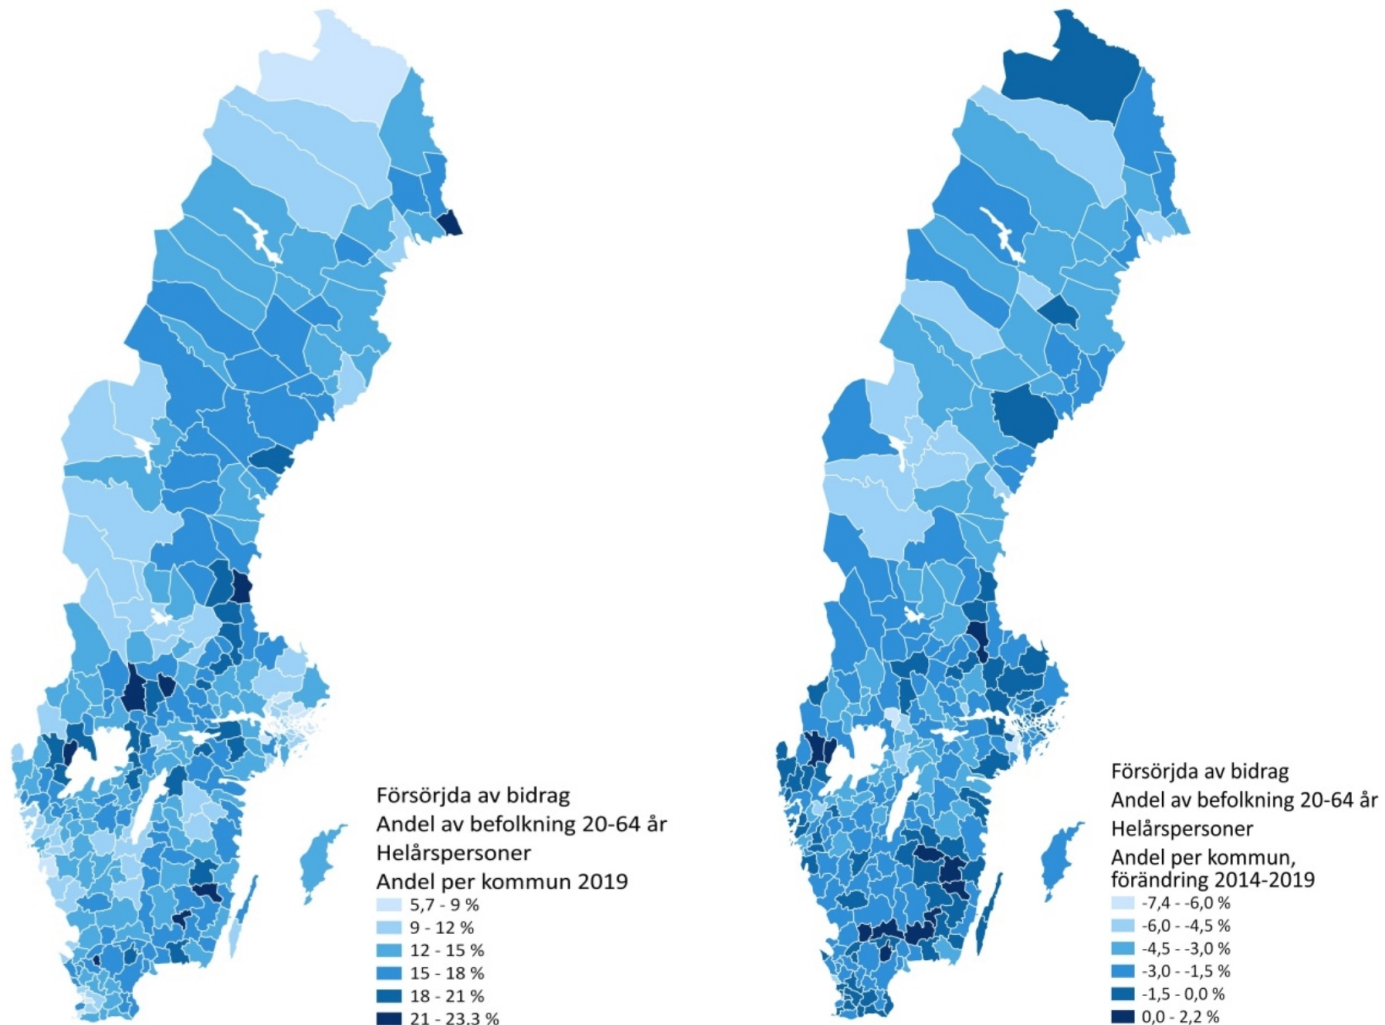 Försörjda av bidrag
Andel av befolkning 20-64 år
Helårspersoner
Andel per kommun 2019
5,7 - 9 %
9 - 12 %
12 - 15 %
15 - 18 %
18 - 21 %
21 - 23,3 %
Försörjda av bidrag
Andel av befolkning 20-64 år
Helårspersoner
Andel per kommun,
förändring 2014-2019
-7,4 - -6,0 %
-6,0 - -4,5 %
-4,5 - -3,0 %
-3,0 - -1,5 %
-1,5 - 0,0 %
0,0 - 2,2 %